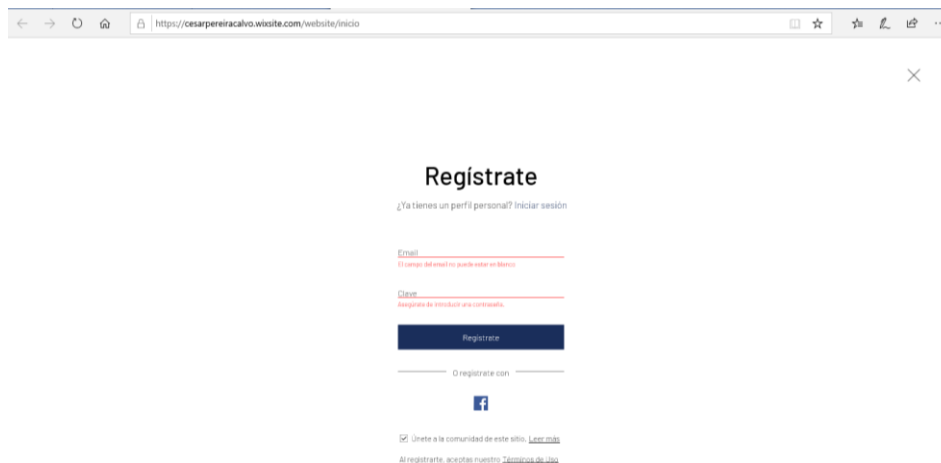 https://cesarpereiracalvo.wixsite.com/website/inicio
Regístrate
¿Ya tienes un perfil personal? Iniciar sesión
Email
El campo del email no puede estar en blanco
Clave
Asegúrate de introducir una contraseña.
Regístrate
O regístrate con
Únete a la comunidad de este sitio. Leer más
Al registrarte, aceptas nuestro Términos de Uso